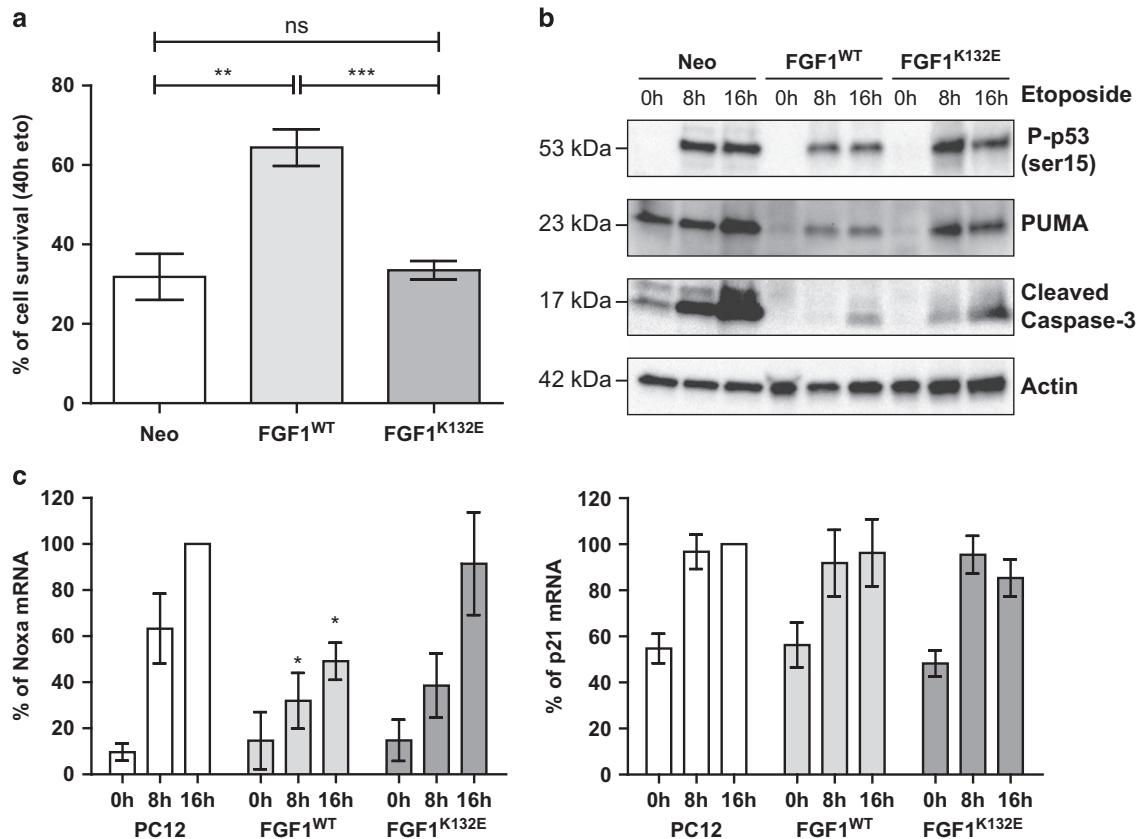 a
ns
** ***
80
60
40
20
0
% of cell survival (40h eto)
Neo FGF1WT FGF1K132E
b
Neo FGF1WT FGF1K132E
0h 8h 16h 0h 8h 16h 0h 8h 16h Etoposide
53 kDa P-p53
(ser15)
23 kDa PUMA
17 kDa Cleaved
Caspase-3
42 kDa Actin
c
120
100
80
60
40
20
0
% of Noxa mRNA
* *
0h 8h 16h 0h 8h 16h 0h 8h 16h
PC12 FGF1WT FGF1K132E
120
100
80
60
40
20
0
% of p21 mRNA
0h 8h 16h 0h 8h 16h 0h 8h 16h
PC12 FGF1WT FGF1K132E